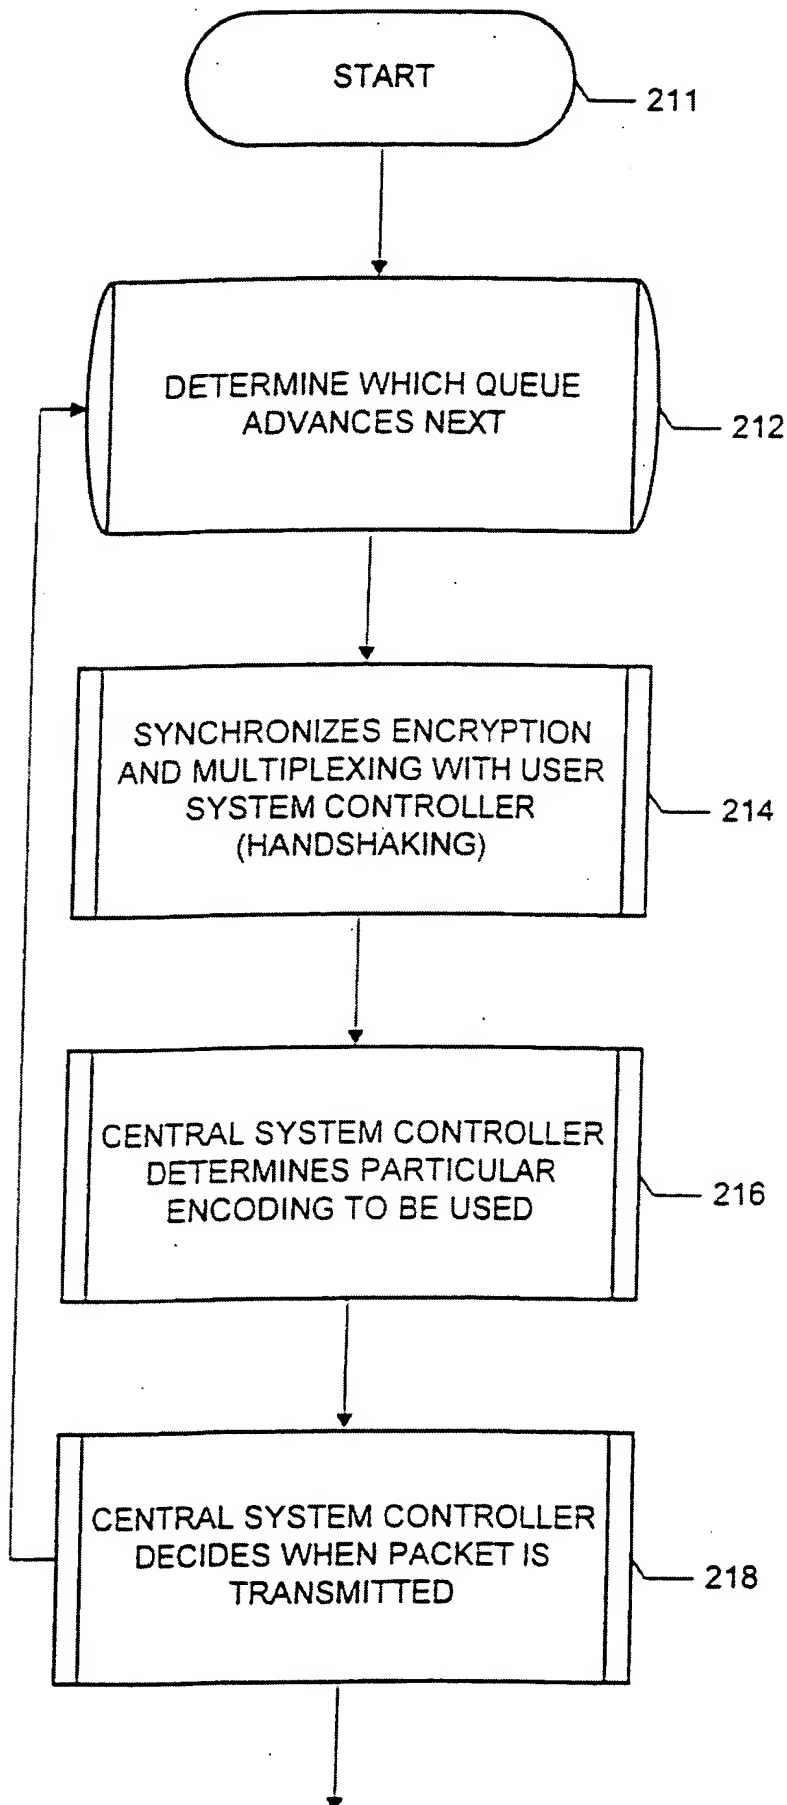 START
211
DETERMINE WHICH QUEUE
ADVANCES NEXT
212
SYNCHRONIZES ENCRYPTION
AND MULTIPLEXING WITH USER
SYSTEM CONTROLLER
(HANDSHAKING)
214
CENTRAL SYSTEM CONTROLLER
DETERMINES PARTICULAR
ENCODING TO BE USED
216
CENTRAL SYSTEM CONTROLLER
DECIDES WHEN PACKET IS
TRANSMITTED
218